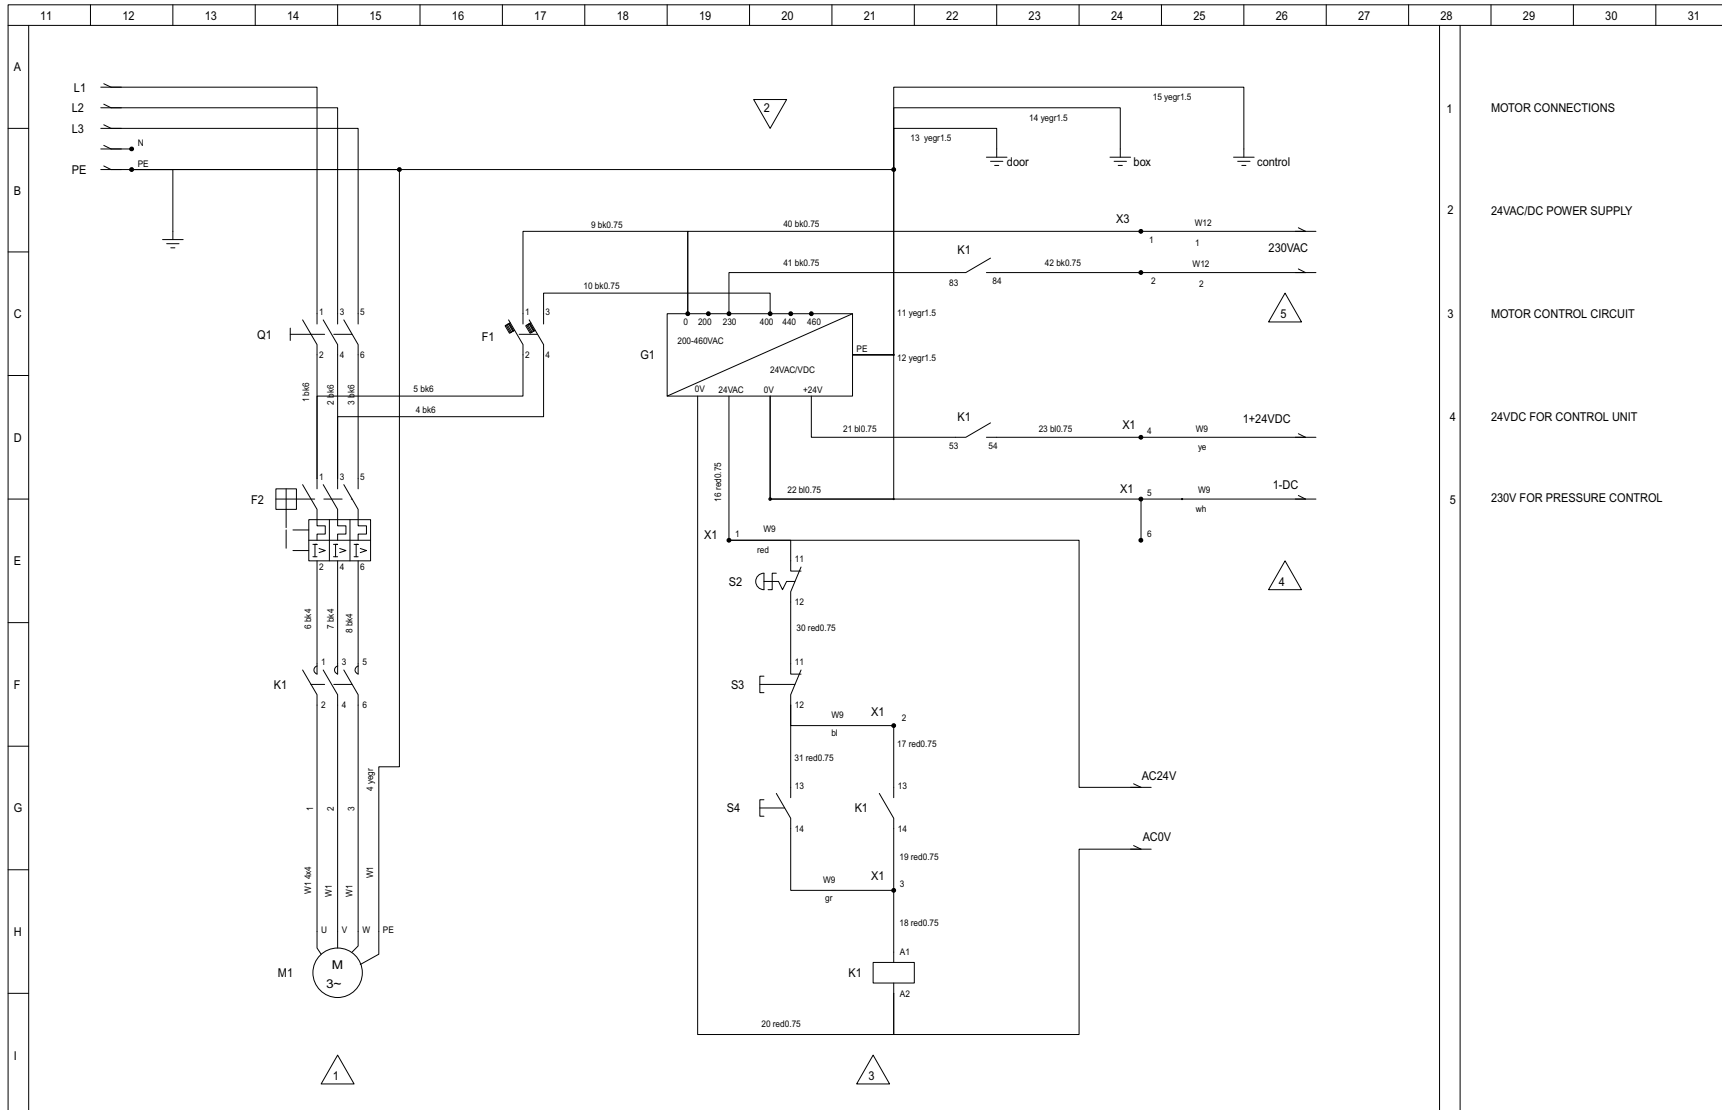 11 12 13 14 15 16 17 18 19 20 21 22 23 24 25 26 27 28 29 30 31
A
L1
15 yegr1.5
L2
2
14 yegr1.5
1 MOTOR CONNECTIONS
L3
13 yegr1.5
N
PE PE
door box control
B
2 24VAC/DC POWER SUPPLY
9 bk0.75 40 bk0.75 X3 W12
1 1 230VAC
41 bk0.75 K1 42 bk0.75 W12
83 84 2 2
10 bk0.75
C
1 3 5
1 3
0 200 230 400 440 460
11 yegr1.5
5
3 MOTOR CONTROL CIRCUIT
Q1
F1
200-460VAC
G1
PE
2 4 6
2 4
12 yegr1.5
24VAC/VDC
1 bk6 2 bk6 3 bk6
5 bk6
0V 24VAC 0V +24V
4 bk6
D
21 bl0.75 K1 23 bl0.75 X1 4 W9 1+24VDC
53 54 ye
4 24VDC FOR CONTROL UNIT
1 3 5
16 red0.75
F2
22 bl0.75 X1 5 W9 1-DC
wh
5 230V FOR PRESSURE CONTROL
I> I> I>
X1 1 W9
red
6
E
2 4 6
11
S2
12
4
6 bk4 7 bk4 8 bk4
30 red0.75
F
1 3 5
11
K1
S3
2 4 6
12
W9 X1 2
bl
17 red0.75
31 red0.75
4 yegr
AC24V
G
1 2 3
13 13
S4 K1
14 14
AC0V
19 red0.75
W1 4x4 W1 W1 W1
W9 X1 3
gr
H
U V W PE
18 red0.75
A1
M1 M
3~
K1
A2
20 red0.75
I
1
3